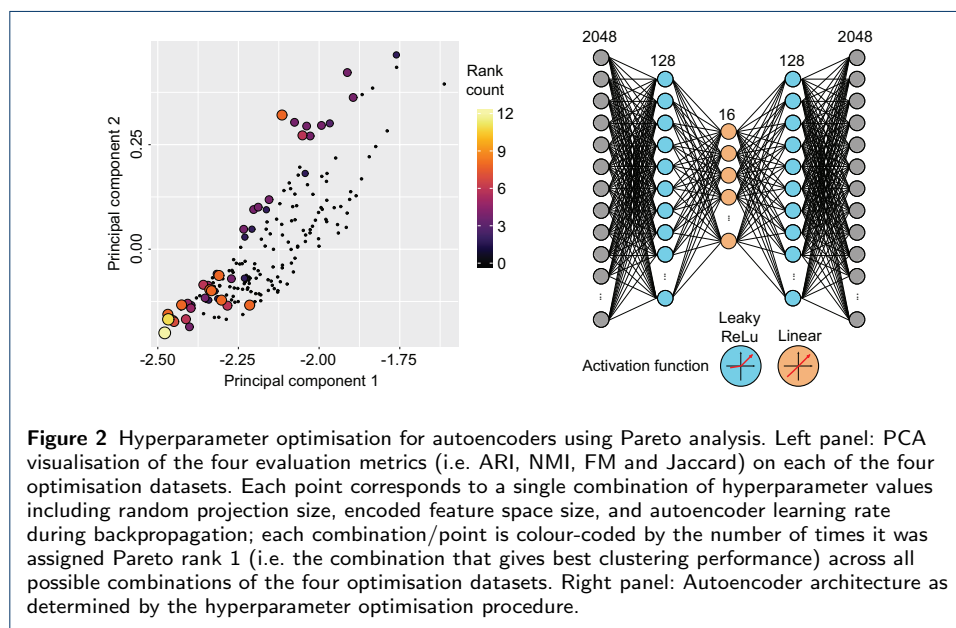 Principal component 2
0.25
0.00
-2.50
-2.25
-2.00
-1.75
Principal component 1
Rank
count
12
9
6
3
0
2048
128
16
128
2048
...
...
...
...
...
Leaky
ReLu
Linear
Activation function
Figure 2 Hyperparameter optimisation for autoencoders using Pareto analysis. Left panel: PCA
visualisation of the four evaluation metrics (i.e. ARI, NMI, FM and Jaccard) on each of the four
optimisation datasets. Each point corresponds to a single combination of hyperparameter values
including random projection size, encoded feature space size, and autoencoder learning rate
during backpropagation; each combination/point is colour-coded by the number of times it was
assigned Pareto rank 1 (i.e. the combination that gives best clustering performance) across all
possible combinations of the four optimisation datasets. Right panel: Autoencoder architecture as
determined by the hyperparameter optimisation procedure.